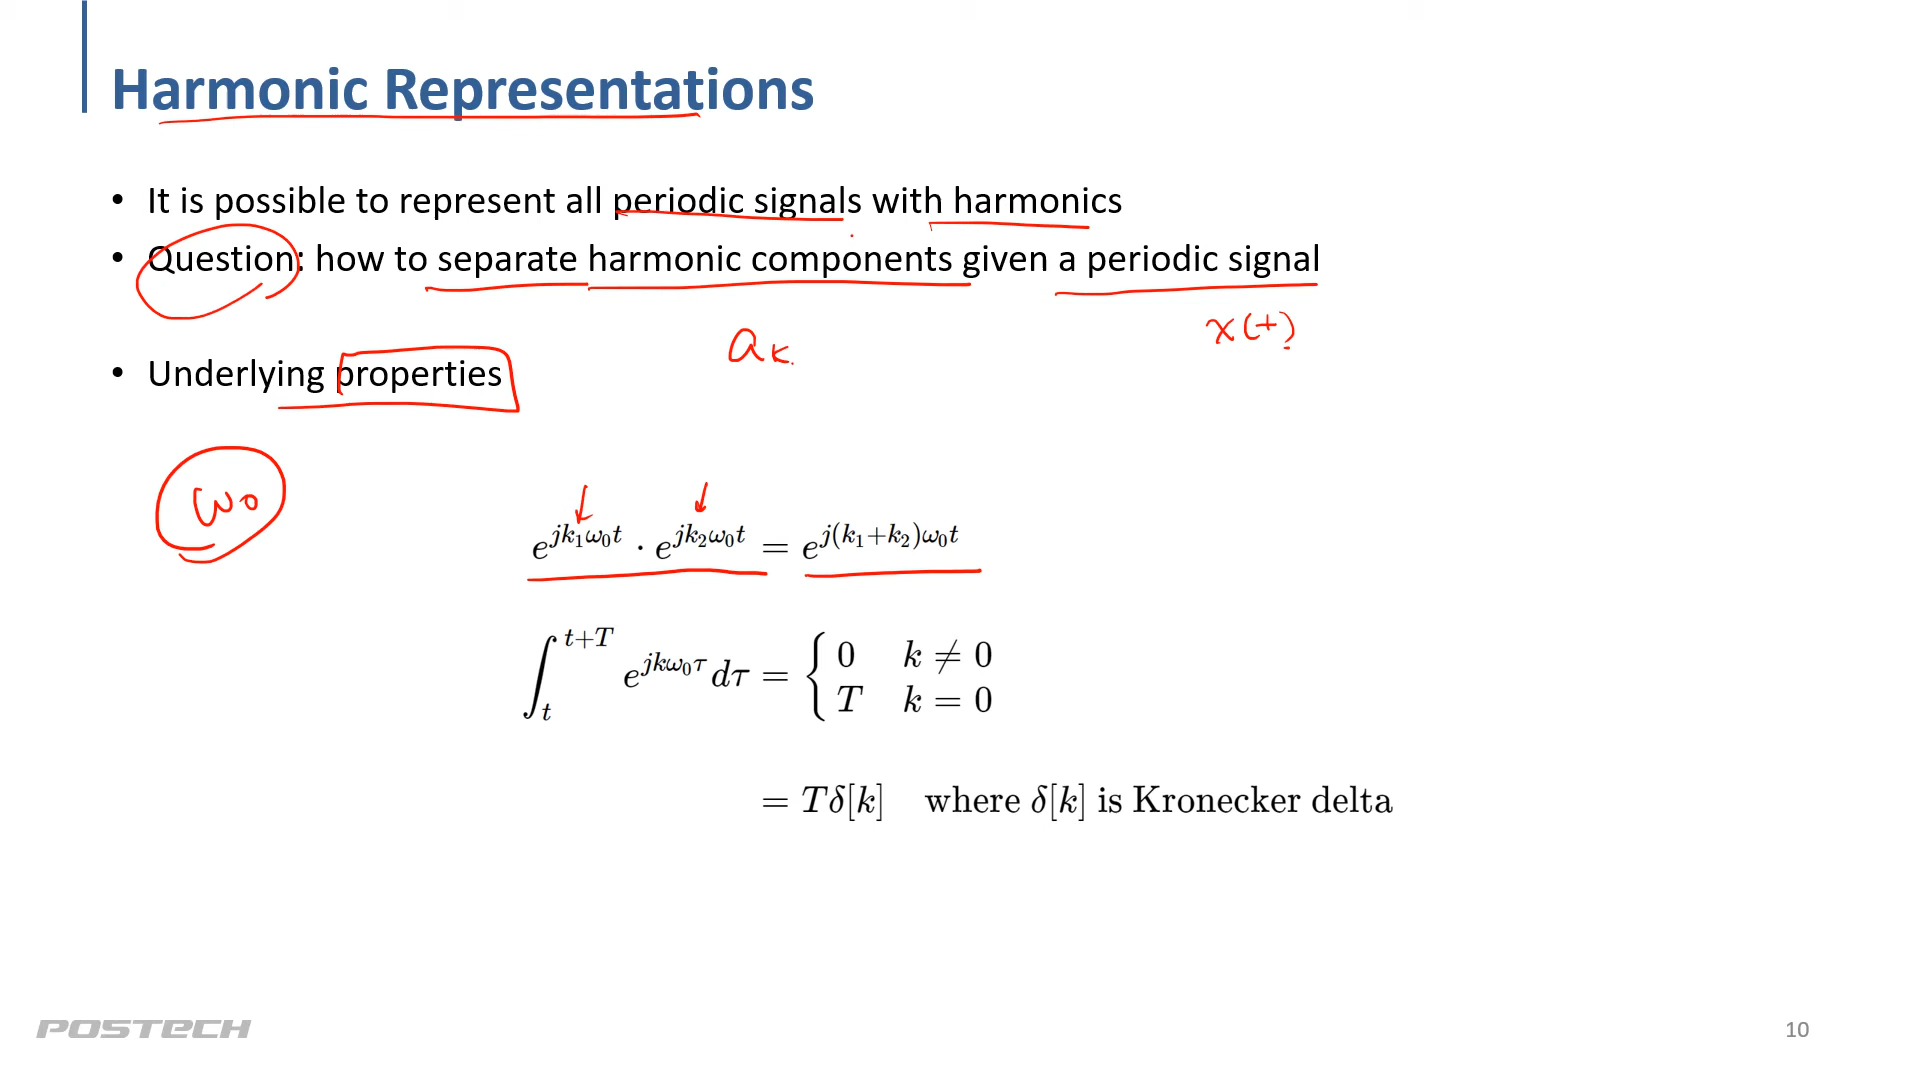 Harmonic Representations
• It is possible to represent all periodic signals with harmonics
• Question: how to separate harmonic components given a periodic signal
a_k
x(t)
• Underlying properties
ω₀
e^{jk₁ω₀t} · e^{jk₂ω₀t} = e^{j(k₁+k₂)ω₀t}
∫_t^{t+T} e^{jkω₀τ} dτ = { 0 k ≠ 0
T k = 0
= Tδ[k] where δ[k] is Kronecker delta
POSTECH
10